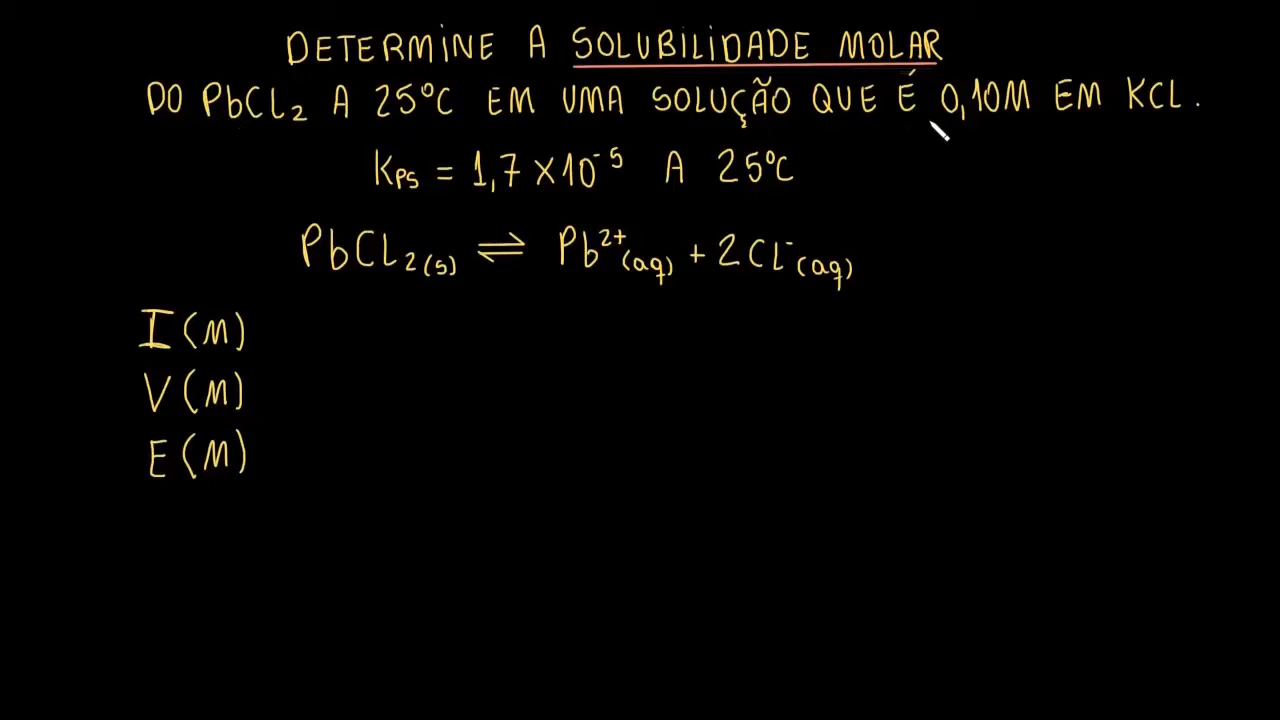 DETERMINE A SOLUBILIDADE MOLAR
DO PbCL₂ A 25°C EM UMA SOLUÇÃO QUE É 0,10M EM KCL.
KPS = 1,7 X 10⁻⁵ A 25°C
PbCL₂(s) ⇌ Pb²⁺(aq) + 2CL⁻(aq)
I (M)
V (M)
E (M)